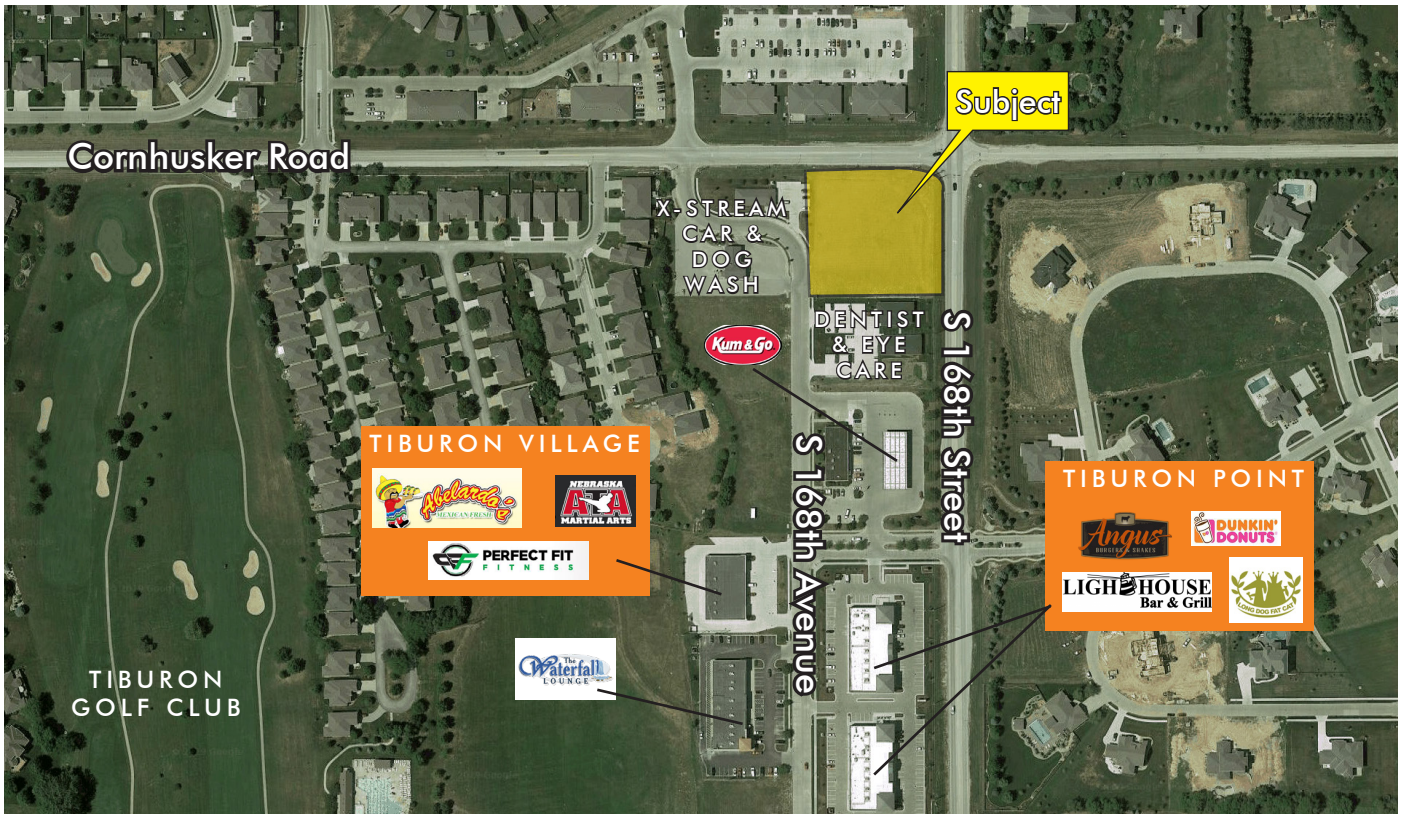 Subject
Cornhusker Road
X-STREAM
CAR &
DOG
WASH
Kum & Go
DENTIST
& EYE
CARE
S 168th Street
S 168th Avenue
TIBURON VILLAGE
Abelardo's
MEXICAN FRESH
NEBRASKA
ATA
MARTIAL ARTS
PERFECT FIT
FITNESS
TIBURON POINT
Angus
BURGERS & SHAKES
DUNKIN'
DONUTS
LIGHTHOUSE
Bar & Grill
LONG DOG FAT CAT
The
Waterfall
LOUNGE
TIBURON
GOLF CLUB